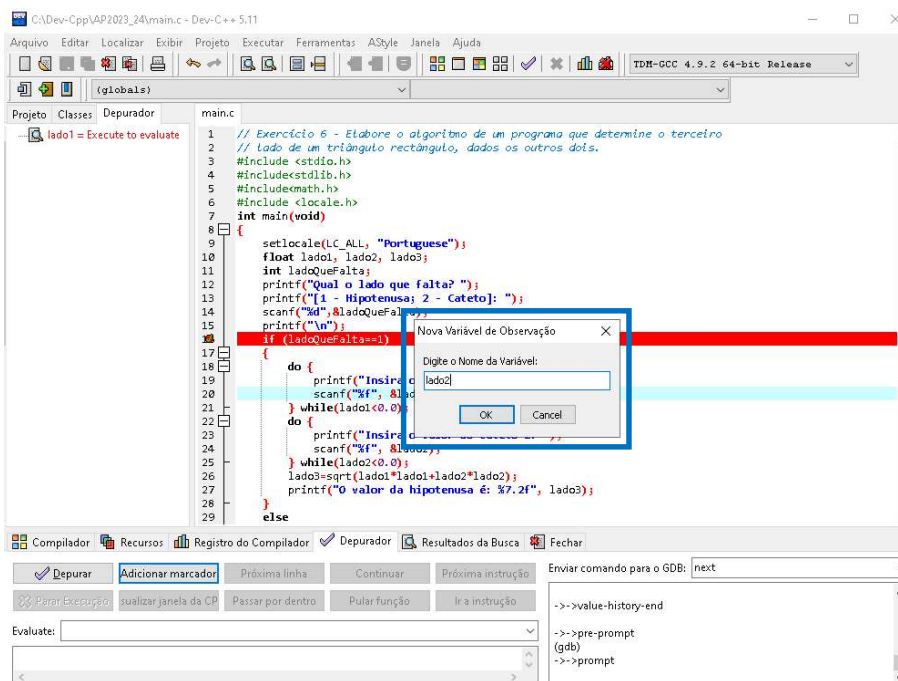 C:\Dev-Cpp\AP2023_24\main.c - Dev-C++ 5.11
Arquivo Editar Localizar Exibir Projeto Executar Ferramentas AStyle Janela Ajuda
TDM-GCC 4.9.2 64-bit Release
(globals)
Projeto Classes Depurador main.c
lado1 = Execute to evaluate
1 // Exercício 6 - Elabore o algoritmo de um programa que determine o terceiro
2 // lado de um triângulo rectângulo, dados os outros dois.
3 #include <stdio.h>
4 #include<stdlib.h>
5 #include<math.h>
6 #include <locale.h>
7 int main(void)
8 {
9 setlocale(LC_ALL, "Portuguese");
10 float lado1, lado2, lado3;
11 int ladoQueFalta;
12 printf("Qual o lado que falta? ");
13 printf("[1 - Hipotenusa; 2 - Cateto]: ");
14 scanf("%d",&ladoQueFalta);
15 printf("\n");
if (ladoQueFalta==1)
17 {
18 do {
19 printf("Insira o
20 scanf("%f", &lad
21 } while(lado1<0.0);
22 do {
23 printf("Insira o valor do cateto 2: ");
24 scanf("%f", &lado2);
25 } while(lado2<0.0);
26 lado3=sqrt(lado1*lado1+lado2*lado2);
27 printf("O valor da hipotenusa é: %7.2f", lado3);
28 }
29 else
Nova Variável de Observação
Digite o Nome da Variável:
lado2
OK Cancel
Compilador Recursos Registro do Compilador Depurador Resultados da Busca Fechar
Depurar Adicionar marcador Próxima linha Continuar Próxima instrução
Parar Execução sualizar janela da CP Passar por dentro Pular função Ir a instrução
Evaluate:
Enviar comando para o GDB: next
->->value-history-end
->->pre-prompt
(gdb)
->->prompt